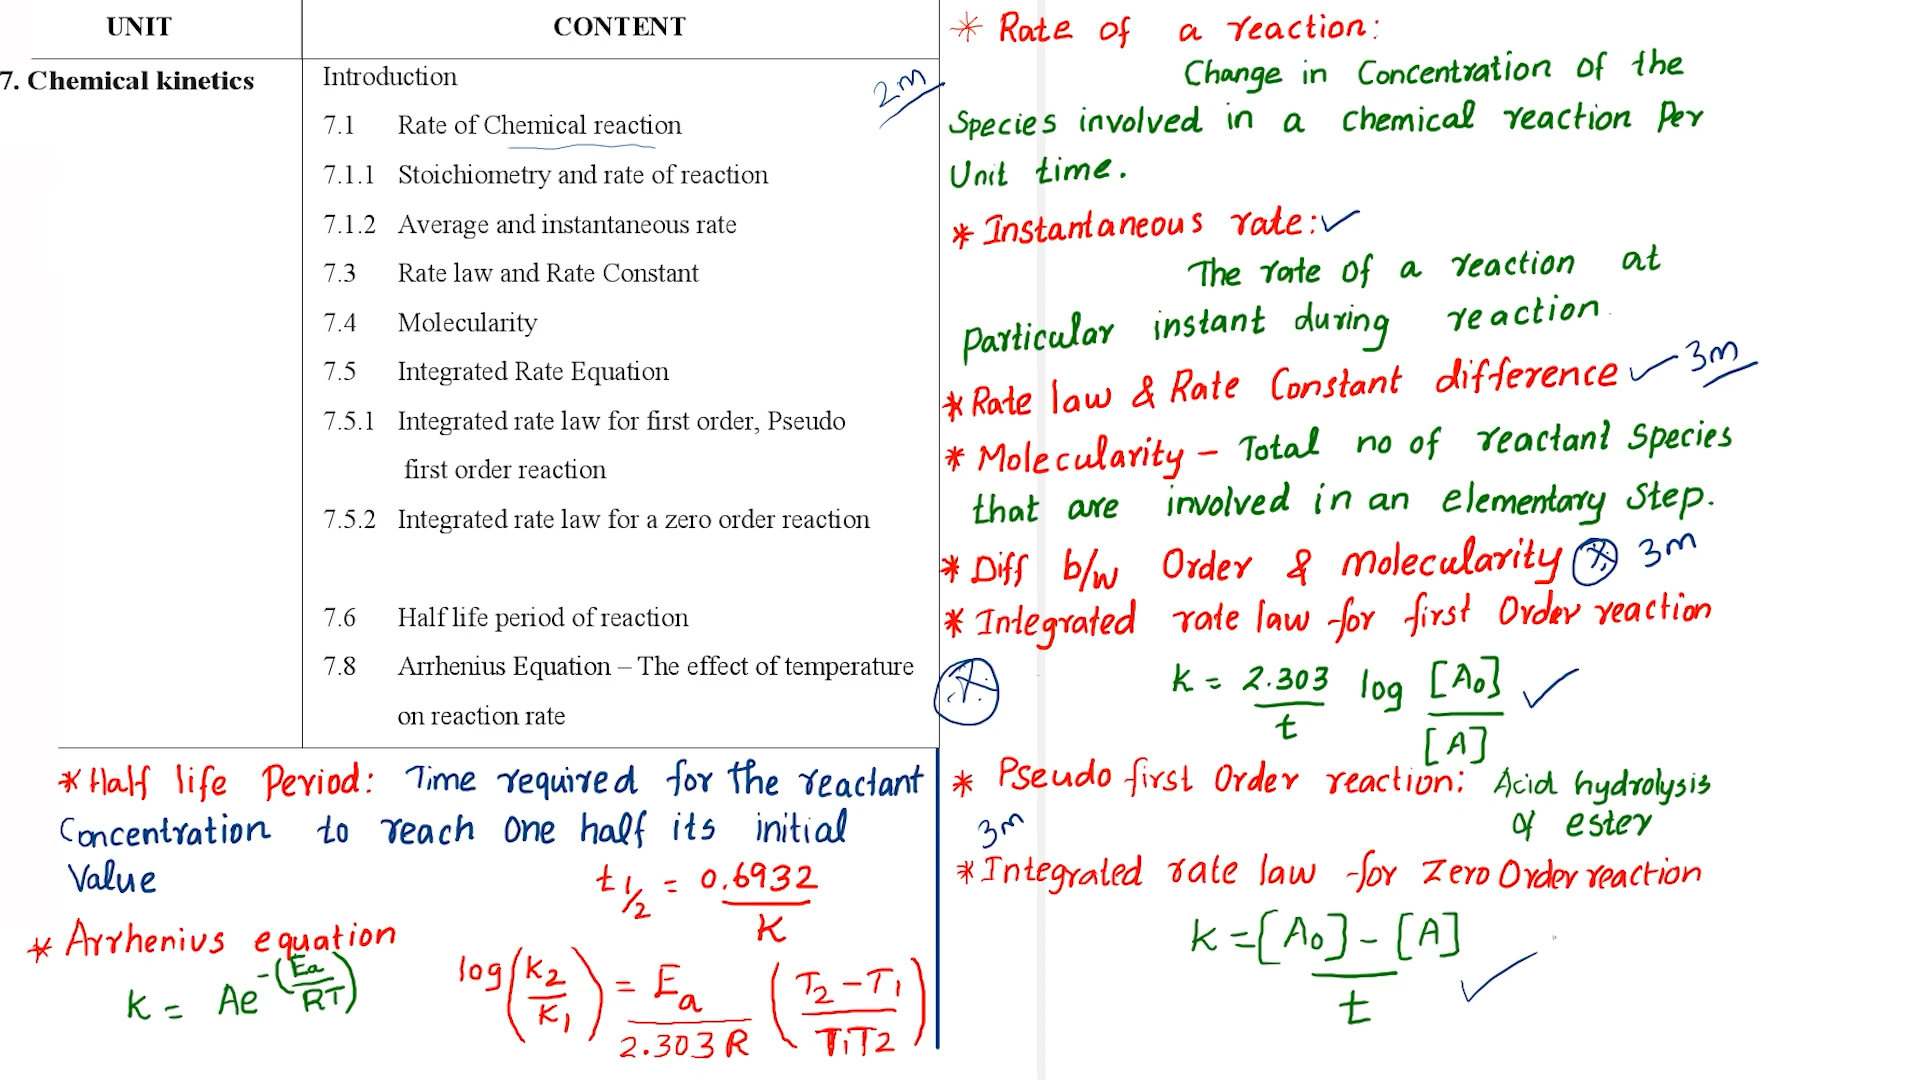 UNIT CONTENT
7. Chemical kinetics Introduction
2m
7.1 Rate of Chemical reaction
7.1.1 Stoichiometry and rate of reaction
7.1.2 Average and instantaneous rate
7.3 Rate law and Rate Constant
7.4 Molecularity
7.5 Integrated Rate Equation
7.5.1 Integrated rate law for first order, Pseudo
first order reaction
7.5.2 Integrated rate law for a zero order reaction
7.6 Half life period of reaction
7.8 Arrhenius Equation – The effect of temperature
on reaction rate
* Half life Period: Time required for the reactant
Concentration to reach one half its initial
Value
t1/2 = 0.6932/K
* Arrhenius equation
k = Ae^-(Ea/RT)
log(K2/K1) = Ea/2.303 R (T2-T1/T1T2)
* Rate of a reaction:
Change in Concentration of the
Species involved in a chemical reaction Per
Unit time.
* Instantaneous rate: ✓
The rate of a reaction at
Particular instant during reaction.
* Rate law & Rate Constant difference ✓ 3m
* Molecularity - Total no of reactant Species
that are involved in an elementary Step.
* Diff b/w Order & molecularity 3m
* Integrated rate law for first Order reaction
k = 2.303/t log [A0]/[A] ✓
* Pseudo first Order reaction: Acid hydrolysis
of ester
3m
* Integrated rate law for Zero Order reaction
k = [A0] - [A]/t ✓